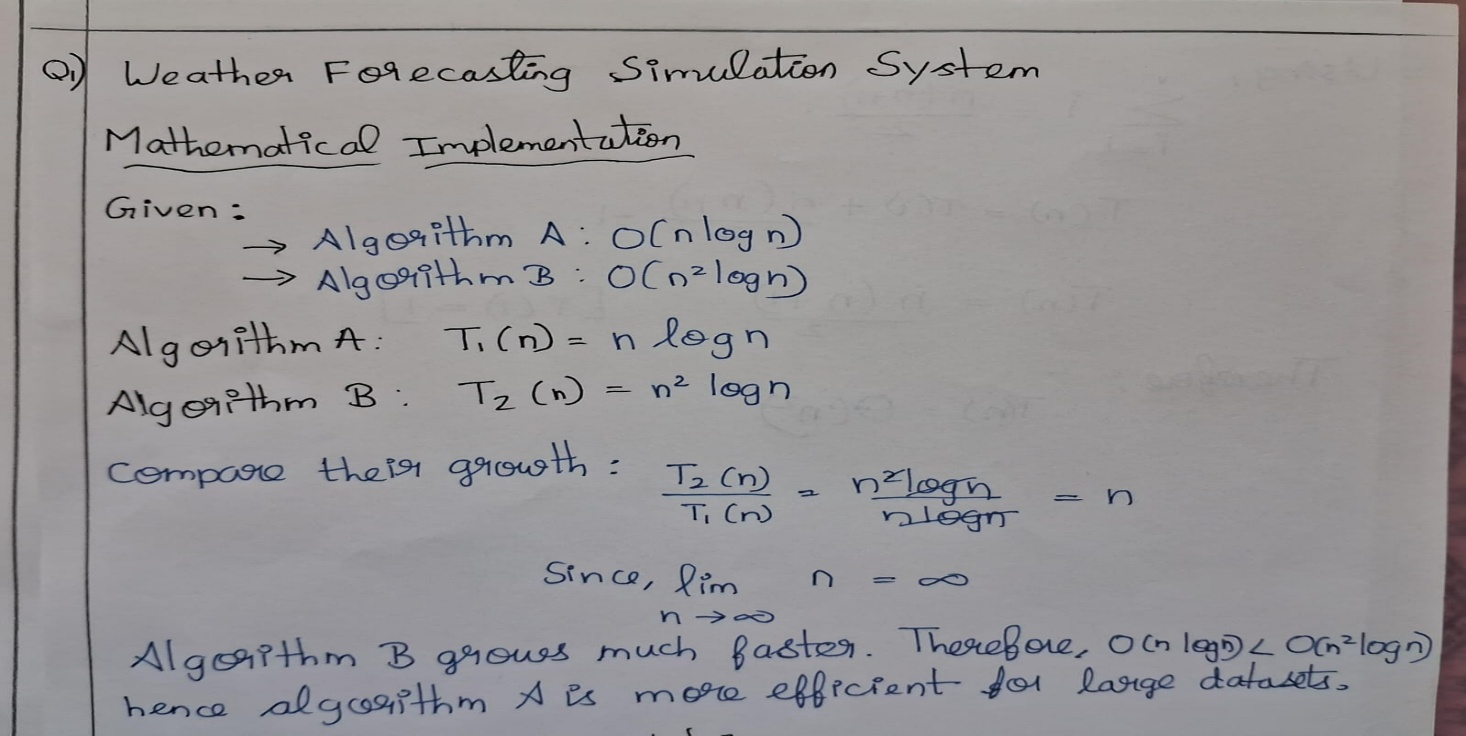 Q1) Weather Forecasting Simulation System
Mathematical Implementation
Given :
→ Algorithm A : O(n log n)
→ Algorithm B : O(n² log n)
Algorithm A : T₁ (n) = n log n
Algorithm B : T₂ (n) = n² log n
Compare their growth : T₂ (n) / T₁ (n) = n² log n / n log n = n
Since, lim n→∞ n = ∞
Algorithm B grows much faster. Therefore, O(n log n) < O(n² log n)
hence algorithm A is more efficient for large datasets.